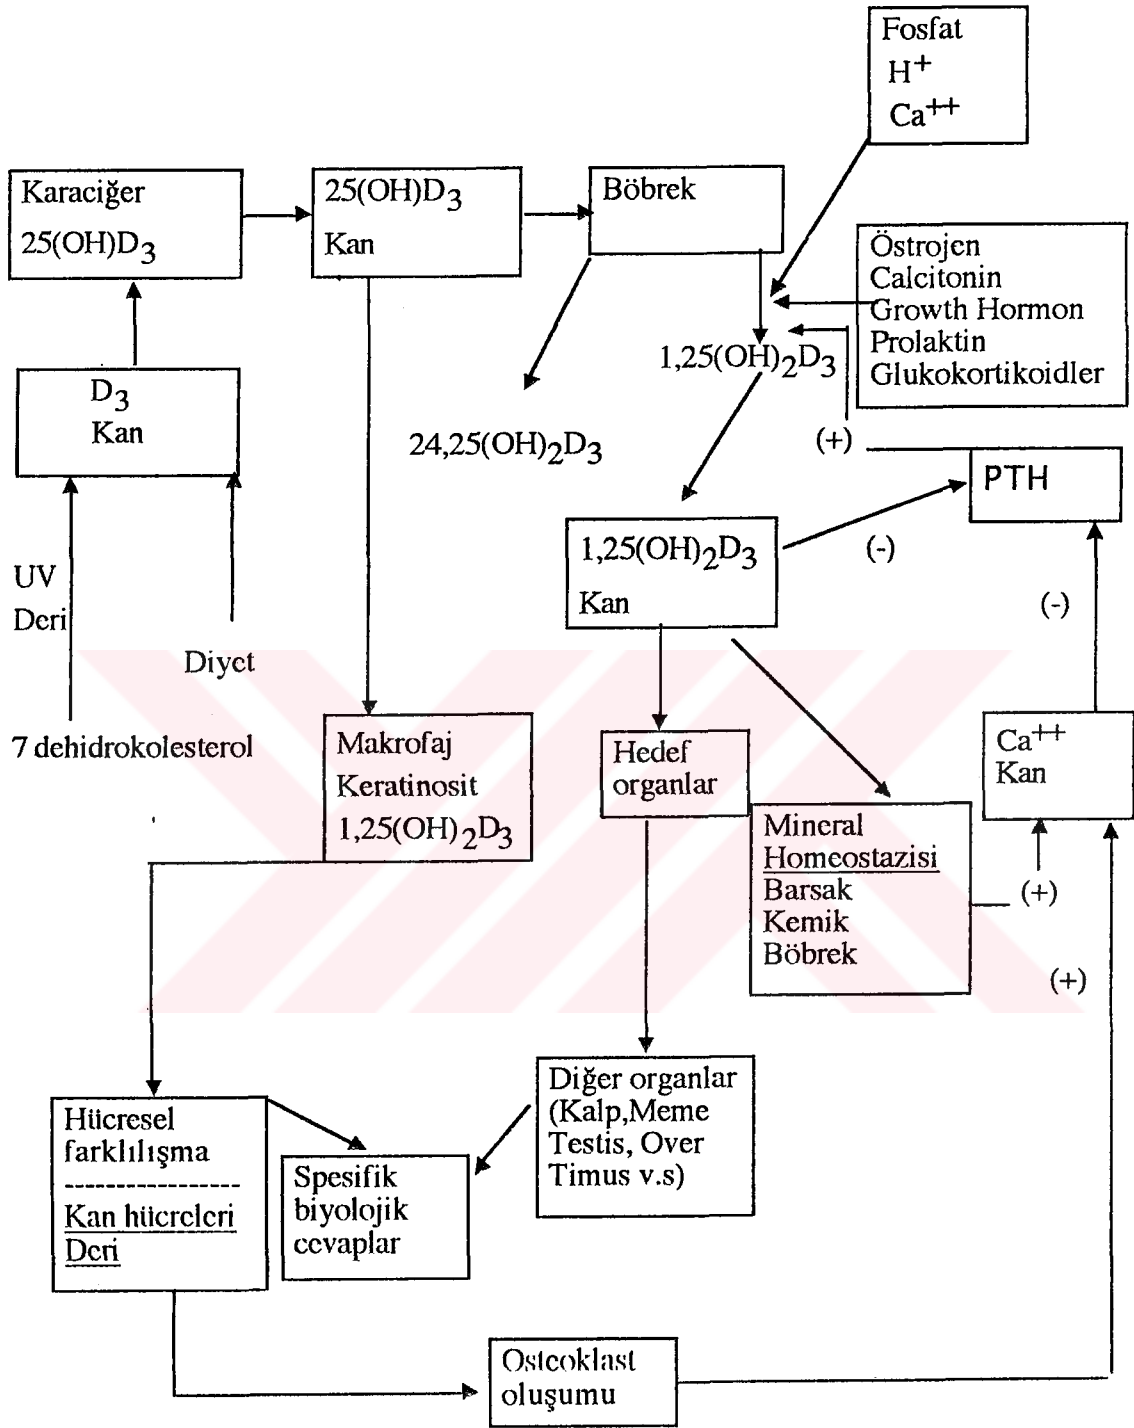 Fosfat
H⁺
Ca⁺⁺
Karaciğer
25(OH)D₃
25(OH)D₃
Kan
Böbrek
Östrojen
Calcitonin
Growth Hormon
Prolaktin
Glukokortikoidler
1,25(OH)₂D₃
D₃
Kan
24,25(OH)₂D₃
(+)
PTH
1,25(OH)₂D₃
Kan
(-)
UV
Deri
(-)
Diyet
7 dehidrokolesterol
Makrofaj
Keratinosit
1,25(OH)₂D₃
Hedef
organlar
Ca⁺⁺
Kan
Mineral
Homeostazisi
Barsak
Kemik
Böbrek
(+)
(+)
Hücresel
farklılışma
----------------
Kan hücreleri
Deri
Spesifik
biyolojik
cevaplar
Diğer organlar
(Kalp,Meme
Testis, Over
Timus v.s)
Osteoklast
oluşumu